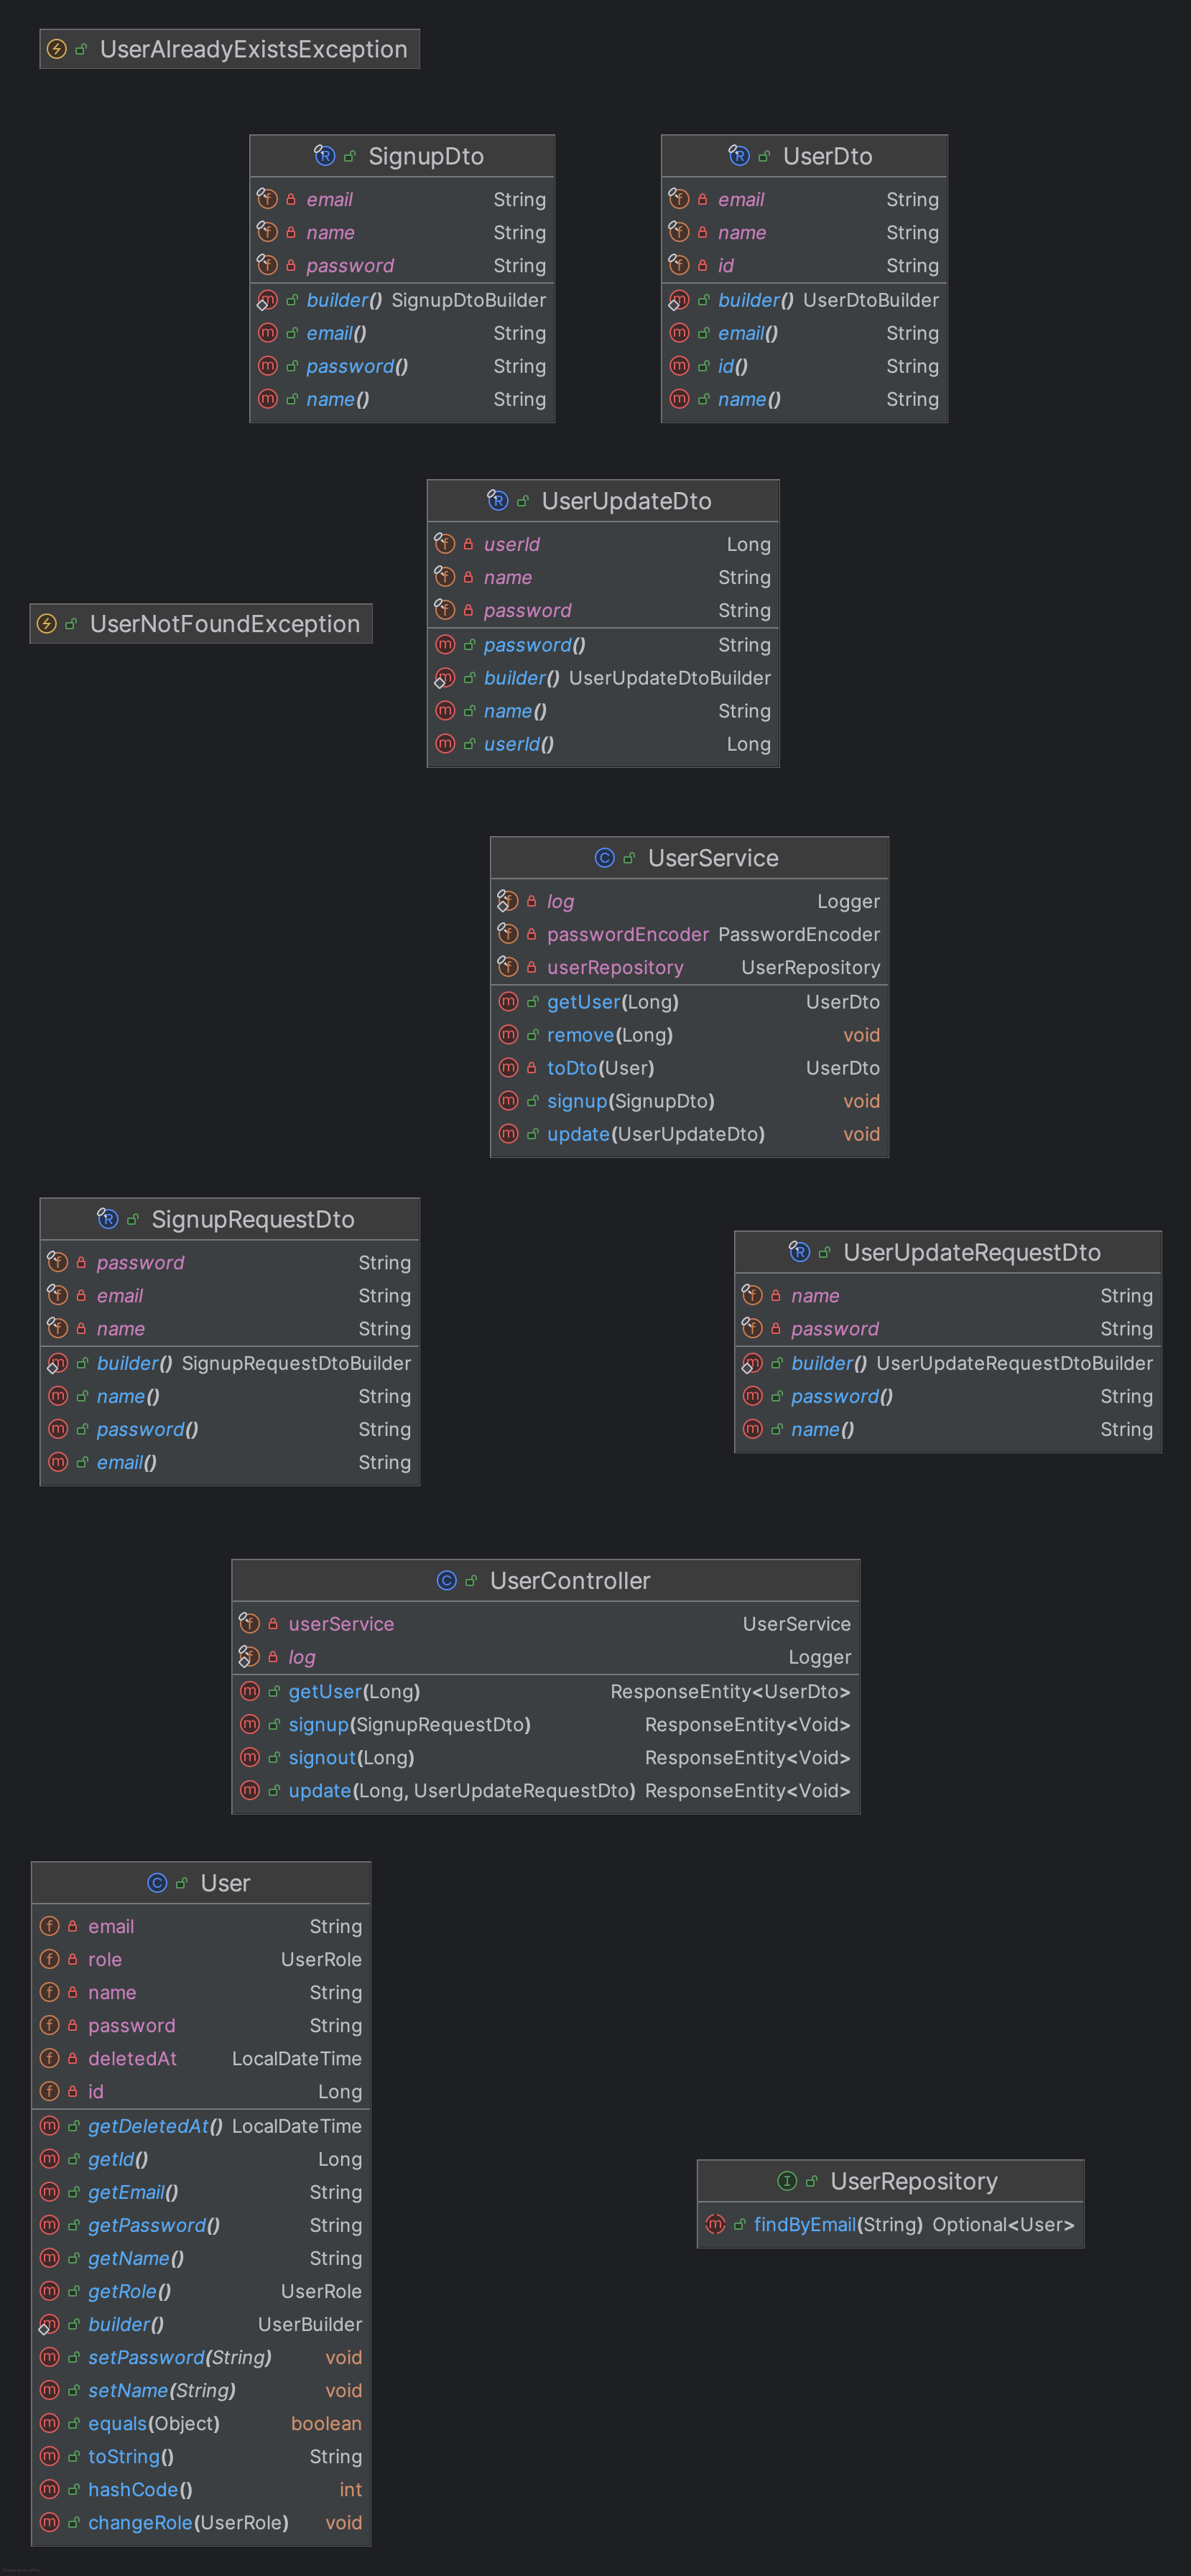 UserAlreadyExistsException
SignupDto
email String
name String
password String
builder() SignupDtoBuilder
email() String
password() String
name() String
UserDto
email String
name String
id String
builder() UserDtoBuilder
email() String
id() String
name() String
UserUpdateDto
userId Long
name String
password String
password() String
builder() UserUpdateDtoBuilder
name() String
userId() Long
UserNotFoundException
UserService
log Logger
passwordEncoder PasswordEncoder
userRepository UserRepository
getUser(Long) UserDto
remove(Long) void
toDto(User) UserDto
signup(SignupDto) void
update(UserUpdateDto) void
SignupRequestDto
password String
email String
name String
builder() SignupRequestDtoBuilder
name() String
password() String
email() String
UserUpdateRequestDto
name String
password String
builder() UserUpdateRequestDtoBuilder
password() String
name() String
UserController
userService UserService
log Logger
getUser(Long) ResponseEntity<UserDto>
signup(SignupRequestDto) ResponseEntity<Void>
signout(Long) ResponseEntity<Void>
update(Long, UserUpdateRequestDto) ResponseEntity<Void>
User
email String
role UserRole
name String
password String
deletedAt LocalDateTime
id Long
getDeletedAt() LocalDateTime
getId() Long
getEmail() String
getPassword() String
getName() String
getRole() UserRole
builder() UserBuilder
setPassword(String) void
setName(String) void
equals(Object) boolean
toString() String
hashCode() int
changeRole(UserRole) void
UserRepository
findByEmail(String) Optional<User>